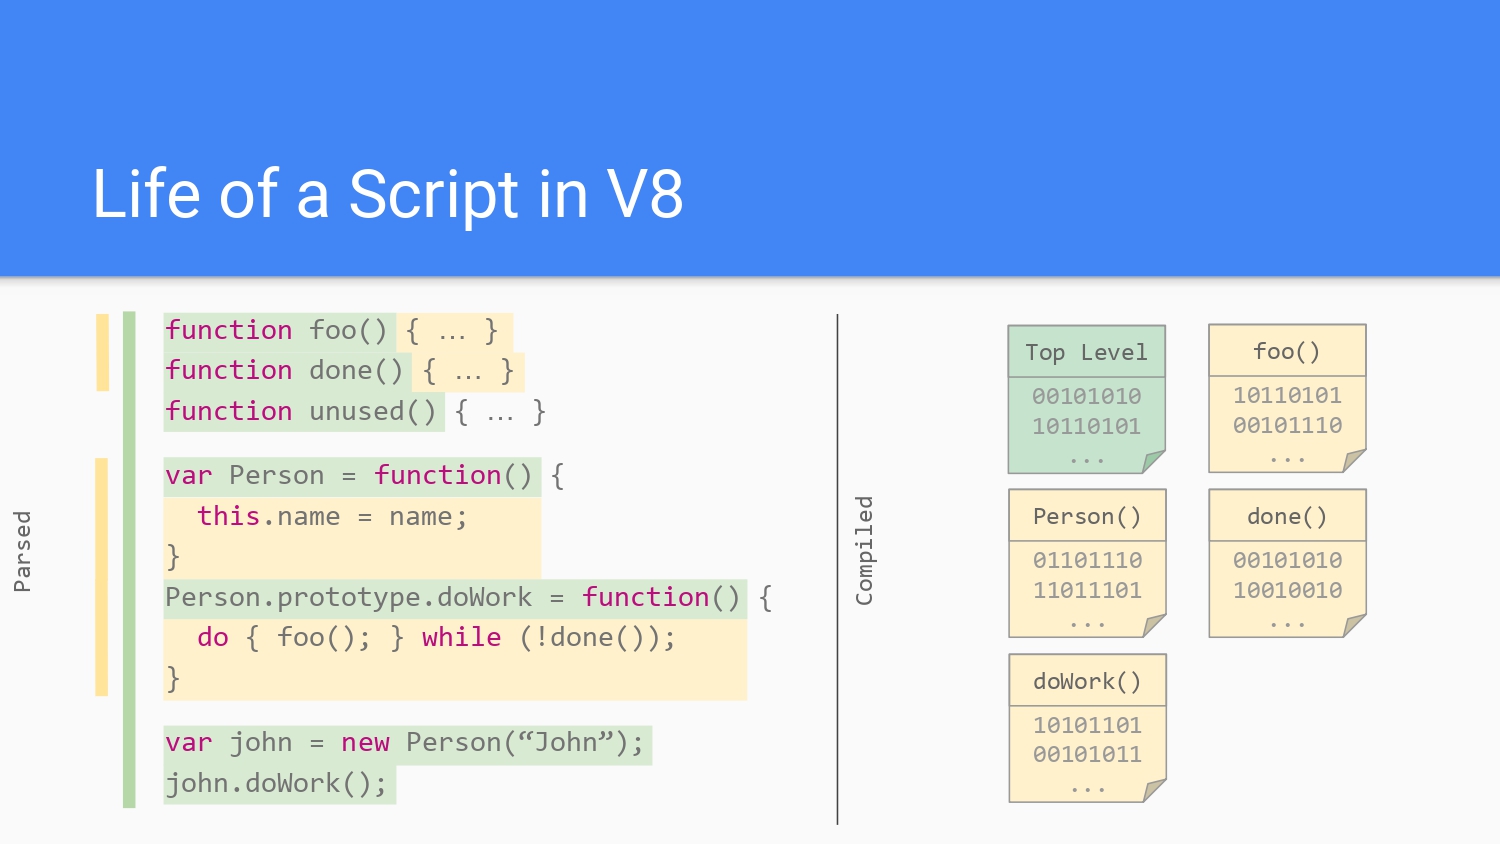 Life of a Script in V8
Parsed
function foo() { … }
function done() { … }
function unused() { … }
var Person = function() {
  this.name = name;
}
Person.prototype.doWork = function() {
  do { foo(); } while (!done());
}
var john = new Person(“John”);
john.doWork();
Compiled
Top Level
00101010
10110101
...
foo()
10110101
00101110
...
Person()
01101110
11011101
...
done()
00101010
10010010
...
doWork()
10101101
00101011
...